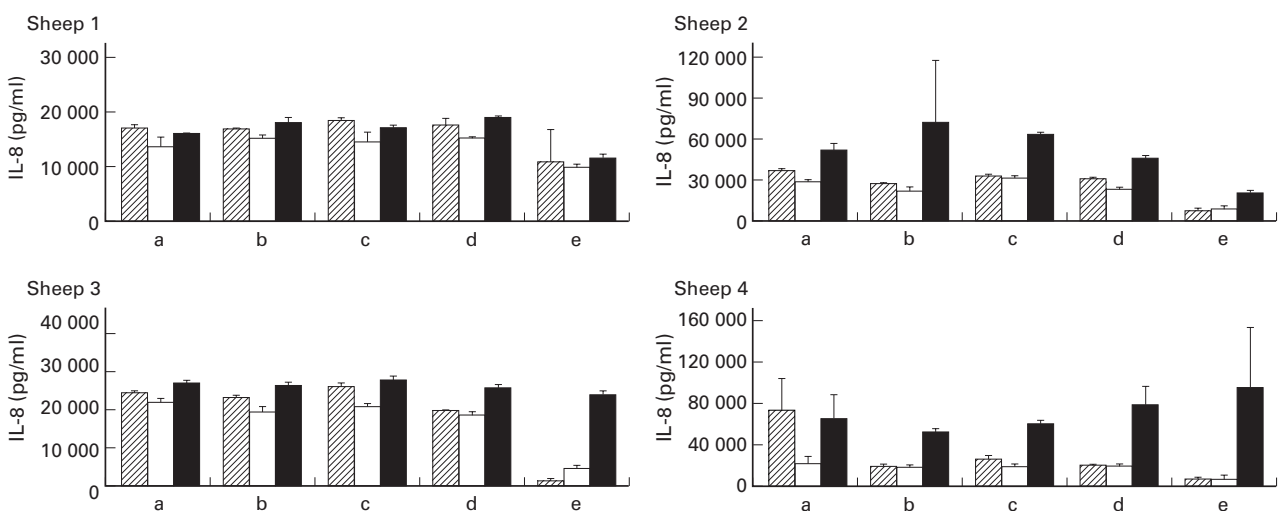 Sheep 1
30 000
20 000
10 000
0
IL-8 (pg/ml)
a b c d e
Sheep 2
120 000
90 000
60 000
30 000
0
IL-8 (pg/ml)
a b c d e
Sheep 3
40 000
30 000
20 000
10 000
0
IL-8 (pg/ml)
a b c d e
Sheep 4
160 000
120 000
80 000
40 000
0
IL-8 (pg/ml)
a b c d e